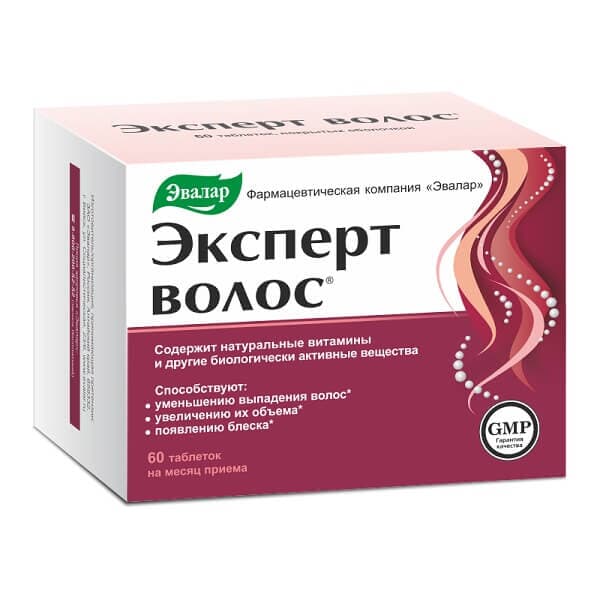 Эксперт волос®
60 таблеток, покрытых оболочкой
Эвалар
Фармацевтическая компания «Эвалар»
Эксперт
волос®
Содержит натуральные витамины
и другие биологически активные вещества
Способствуют:
• уменьшению выпадения волос*
• увеличению их объема*
• появлению блеска*
60 таблеток
на месяц приема
GMP
Гарантия
качества